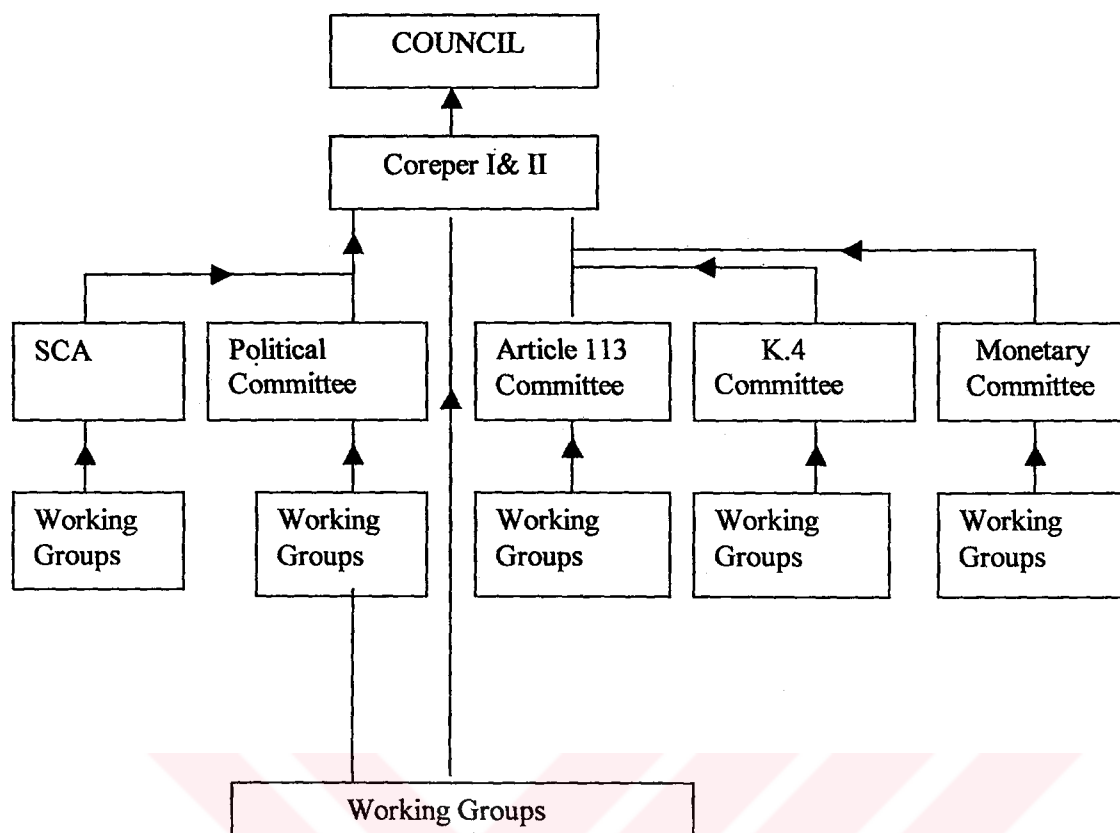 COUNCIL
Coreper I& II
SCA
Political
Committee
Article 113
Committee
K.4
Committee
Monetary
Committee
Working
Groups
Working
Groups
Working
Groups
Working
Groups
Working
Groups
Working Groups